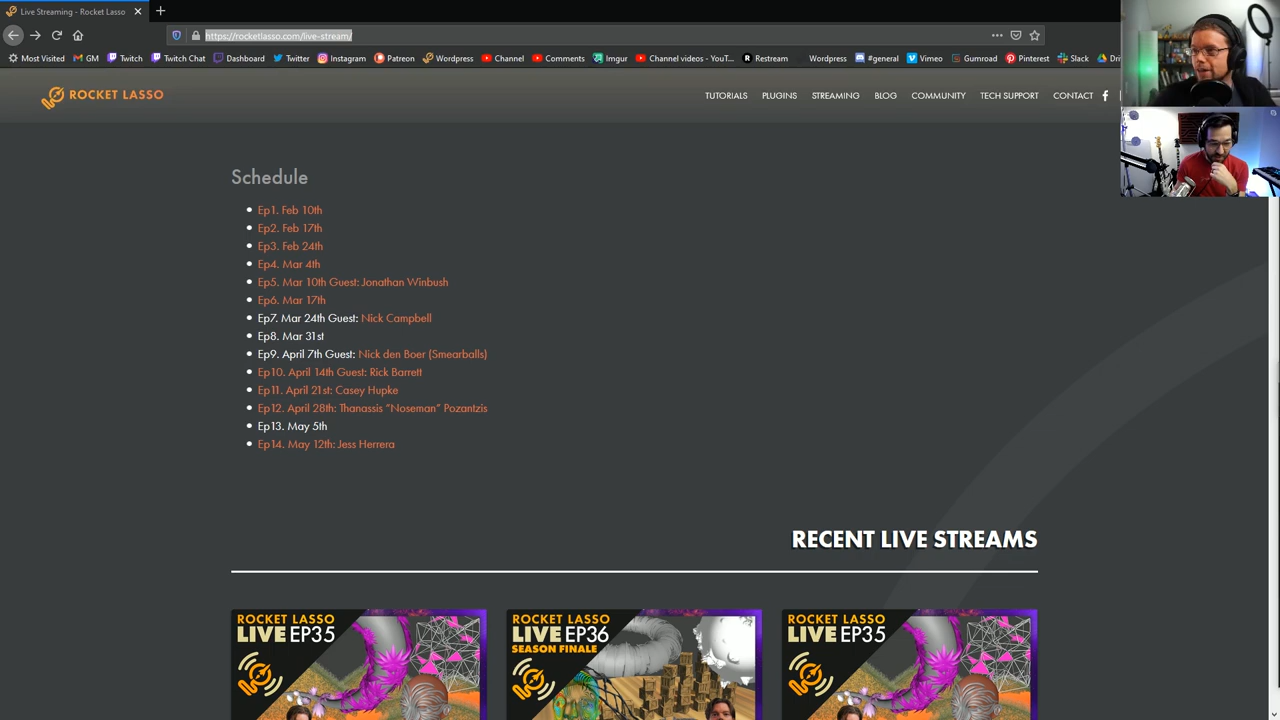 Live Streaming - Rocket Lasso
https://rocketlasso.com/live-stream/
Most Visited GM Twitch Twitch Chat Dashboard Twitter Instagram Patreon Wordpress Channel Comments Imgur Channel videos - YouT... Restream Wordpress #general Vimeo Gumroad Pinterest Slack Dri
ROCKET LASSO TUTORIALS PLUGINS STREAMING BLOG COMMUNITY TECH SUPPORT CONTACT
Schedule
Ep1. Feb 10th
Ep2. Feb 17th
Ep3. Feb 24th
Ep4. Mar 4th
Ep5. Mar 10th Guest: Jonathan Winbush
Ep6. Mar 17th
Ep7. Mar 24th Guest: Nick Campbell
Ep8. Mar 31st
Ep9. April 7th Guest: Nick den Boer (Smearballs)
Ep10. April 14th Guest: Rick Barrett
Ep11. April 21st: Casey Hupke
Ep12. April 28th: Thanassis “Noseman” Pozantzis
Ep13. May 5th
Ep14. May 12th: Jess Herrera
RECENT LIVE STREAMS
ROCKET LASSO
LIVE EP35
ROCKET LASSO
LIVE EP36
SEASON FINALE
ROCKET LASSO
LIVE EP35